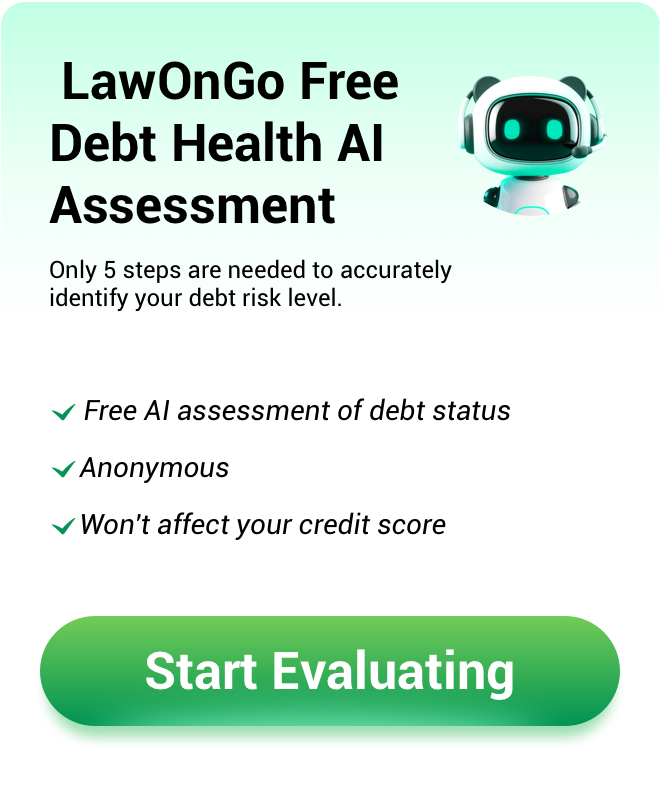 LawOnGo Free
Debt Health AI
Assessment
Only 5 steps are needed to accurately
identify your debt risk level.
Free AI assessment of debt status
Anonymous
Won't affect your credit score
Start Evaluating